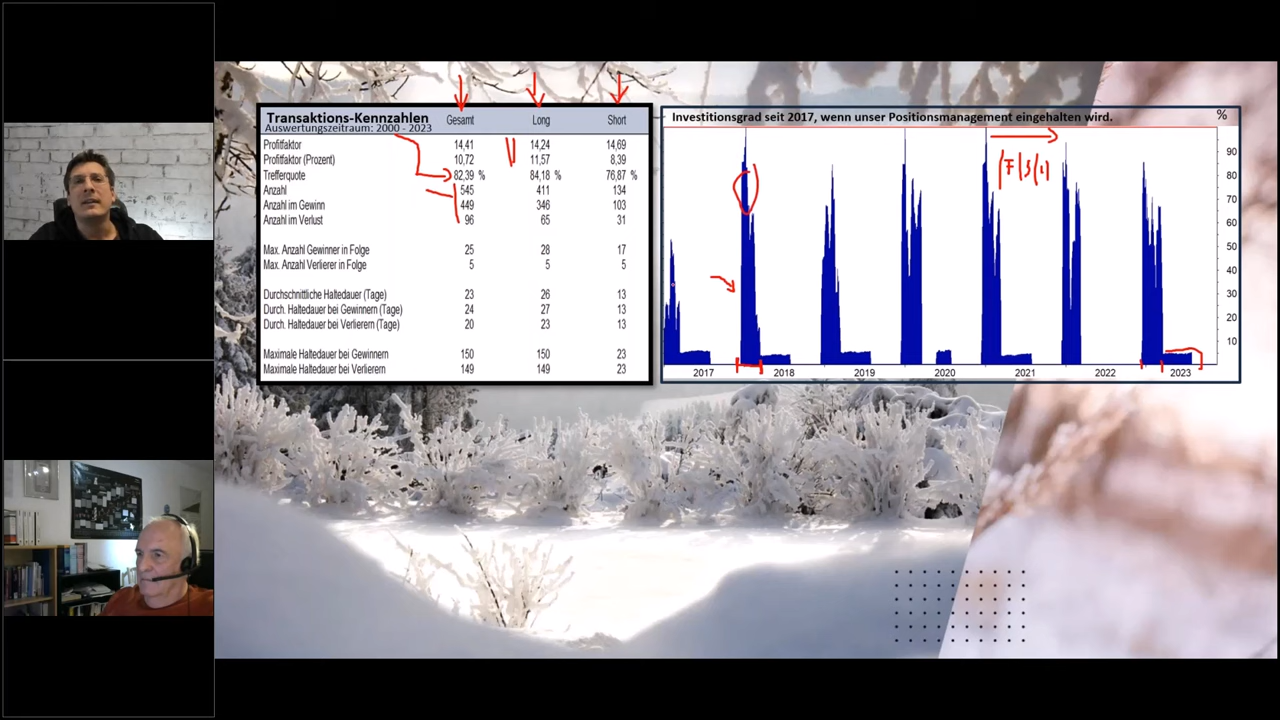 Transaktions-Kennzahlen Gesamt Long Short
Auswertungszeitraum: 2000 - 2023
Profitfaktor 14,41 14,24 14,69
Profitfaktor (Prozent) 10,72 11,57 8,39
Trefferquote 82,39 % 84,18 % 76,87 %
Anzahl 545 411 134
Anzahl im Gewinn 449 346 103
Anzahl im Verlust 96 65 31
Max. Anzahl Gewinner in Folge 25 28 17
Max. Anzahl Verlierer in Folge 5 5 5
Durchschnittliche Haltedauer (Tage) 23 26 13
Durch. Haltedauer bei Gewinnern (Tage) 24 27 13
Durch. Haltedauer bei Verlierern (Tage) 20 23 13
Maximale Haltedauer bei Gewinnern 150 150 23
Maximale Haltedauer bei Verlierern 149 149 23
Investitionsgrad seit 2017, wenn unser Positionsmanagement eingehalten wird. %
90
80
70
60
50
40
30
20
10
2017 2018 2019 2020 2021 2022 2023